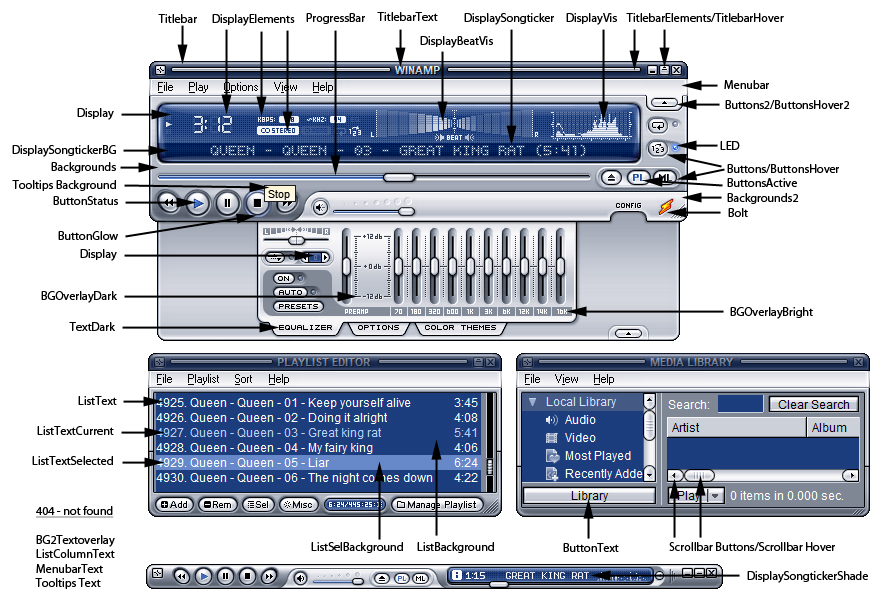 Titlebar
DisplayElements
ProgressBar
TitlebarText
DisplayBeatVis
DisplaySongticker
DisplayVis
TitlebarElements/TitlebarHover
WINAMP
File Play Options View Help
Menubar
Display
Buttons2/ButtonsHover2
3:12
KBPS:
KHZ: 44
STEREO
123
L
R
BEAT
LED
DisplaySongtickerBG
QUEEN - QUEEN - 03 - GREAT KING RAT (5:41)
123
Backgrounds
Buttons/ButtonsHover
PL
ML
Tooltips Background
ButtonsActive
Stop
ButtonStatus
Backgrounds2
CONFIG
Bolt
ButtonGlow
L
R
Display
+12db
+0db
-12db
ON
AUTO
PRESETS
BGOverlayDark
PREAMP
70 180 320 600 1K 3K 6K 12K 14K 16K
BGOverlayBright
TextDark
EQUALIZER
OPTIONS
COLOR THEMES
PLAYLIST EDITOR
File Playlist Sort Help
ListText
4925. Queen - Queen - 01 - Keep yourself alive 3:45
4926. Queen - Queen - 02 - Doing it alright 4:08
ListTextCurrent
4927. Queen - Queen - 03 - Great king rat 5:41
4928. Queen - Queen - 04 - My fairy king 4:06
ListTextSelected
4929. Queen - Queen - 05 - Liar 6:24
4930. Queen - Queen - 06 - The night comes down 4:22
Add
Rem
Sel
Misc
Manage Playlist
MEDIA LIBRARY
File View Help
Local Library
Audio
Video
Most Played
Recently Adde
Search:
Clear Search
Artist
Album
Library
Play
0 items in 0.000 sec.
404 - not found
BG2Textoverlay
ListColumnText
MenubarText
Tooltips Text
ListSelBackground
ListBackground
ButtonText
Scrollbar Buttons/Scrollbar Hover
PL
ML
1:15
GREAT KING RAT
DisplaySongtickerShade